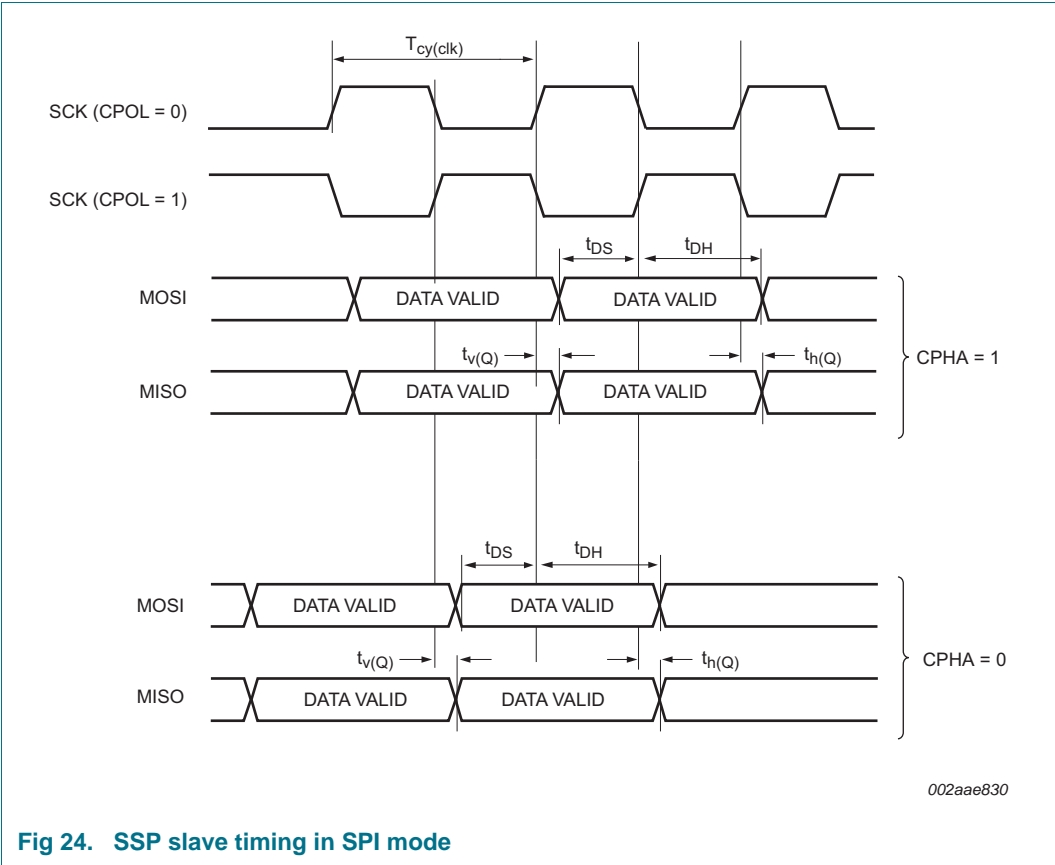 Tcy(clk)
SCK (CPOL = 0)
SCK (CPOL = 1)
tDS tDH
MOSI DATA VALID DATA VALID
tv(Q) th(Q)
CPHA = 1
MISO DATA VALID DATA VALID
tDS tDH
MOSI DATA VALID DATA VALID
tv(Q) th(Q)
CPHA = 0
MISO DATA VALID DATA VALID
002aae830
Fig 24. SSP slave timing in SPI mode